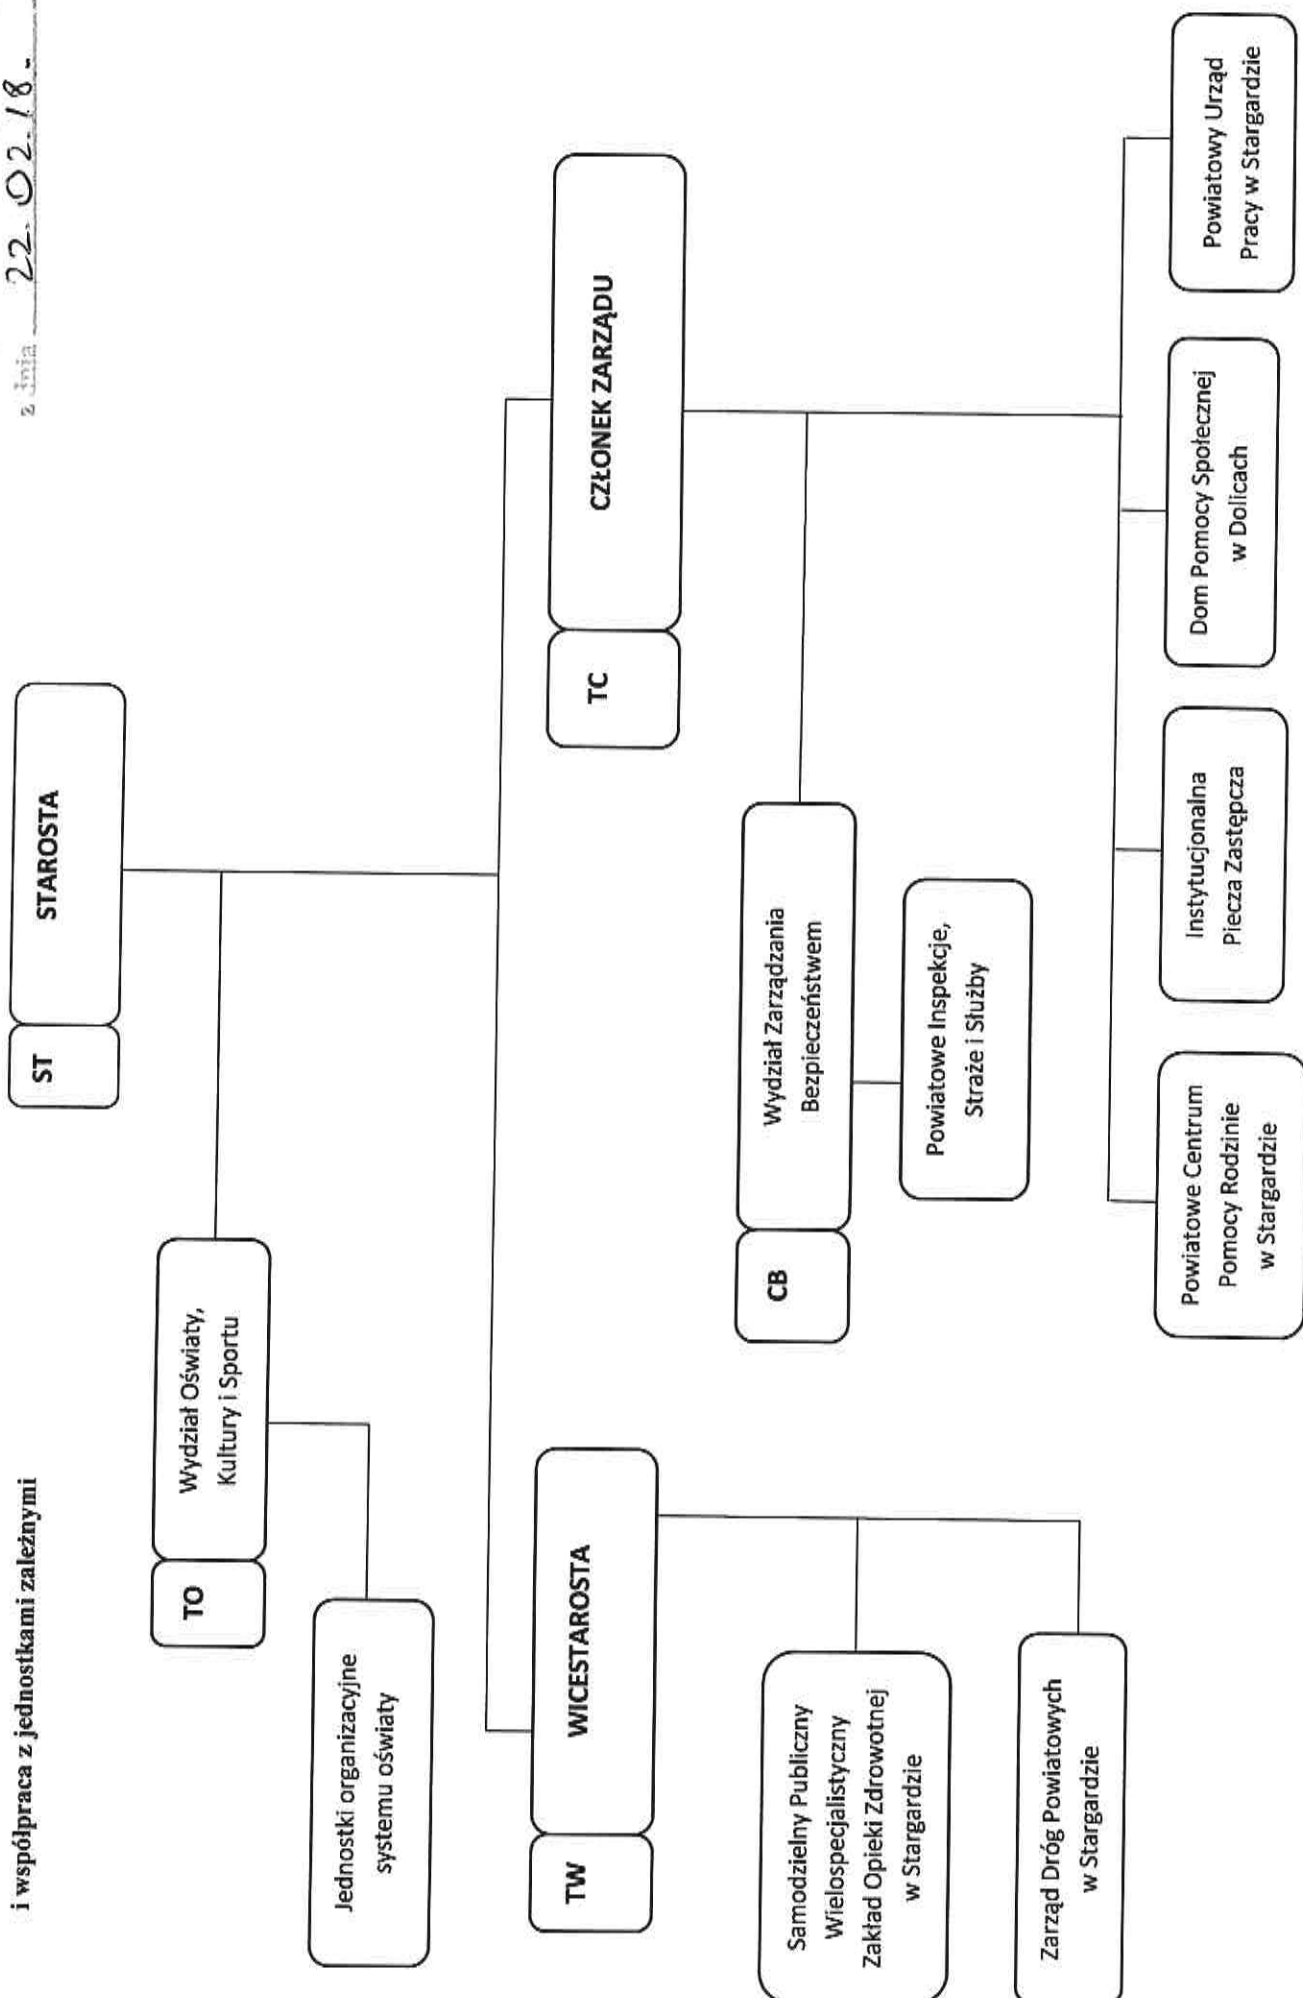 z dnia 22.02.18.
i współpraca z jednostkami zależnymi
ST
STAROSTA
TO
Wydział Oświaty,
Kultury i Sportu
Jednostki organizacyjne
systemu oświaty
TW
WICESTAROSTA
TC
CZŁONEK ZARZĄDU
Samodzielny Publiczny
Wielospecjalistyczny
Zakład Opieki Zdrowotnej
w Stargardzie
Zarząd Dróg Powiatowych
w Stargardzie
CB
Wydział Zarządzania
Bezpieczeństwem
Powiatowe Inspekcje,
Straże i Służby
Powiatowe Centrum
Pomocy Rodzinie
w Stargardzie
Instytucjonalna
Piecza Zastępcza
Dom Pomocy Społecznej
w Dolicach
Powiatowy Urząd
Pracy w Stargardzie